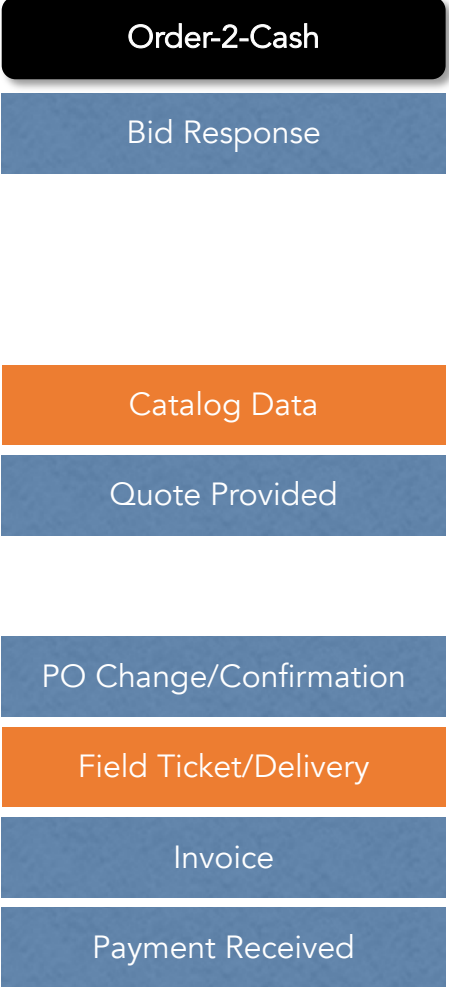 Order-2-Cash
Bid Response
Catalog Data
Quote Provided
PO Change/Confirmation
Field Ticket/Delivery
Invoice
Payment Received